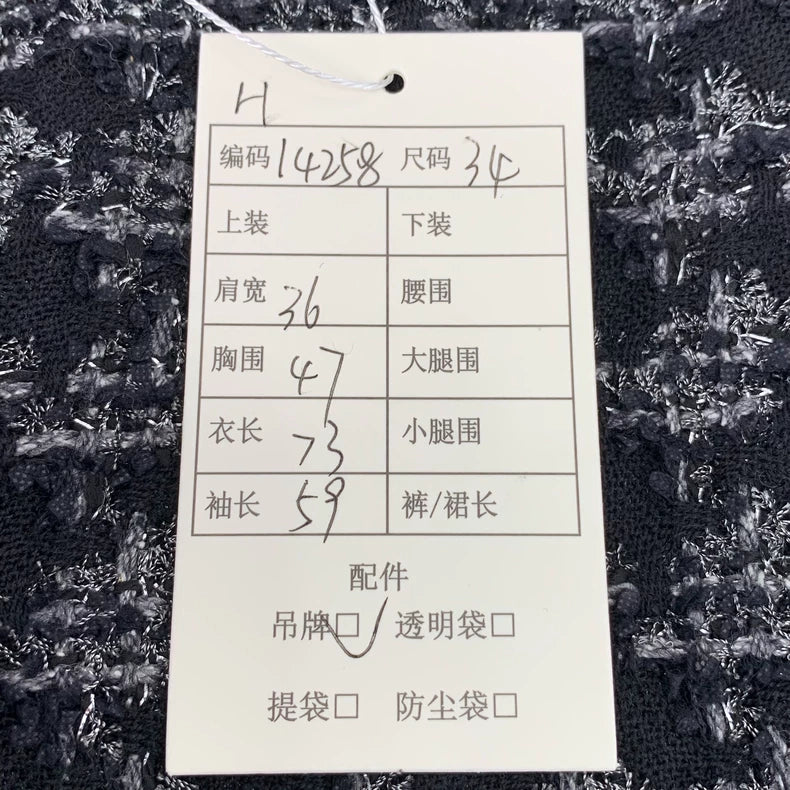 H
编码 14258 尺码 34
上装 下装
肩宽 36 腰围
胸围 47 大腿围
衣长 73 小腿围
袖长 59 裤/裙长
配件
吊牌☑ 透明袋□
提袋□ 防尘袋□